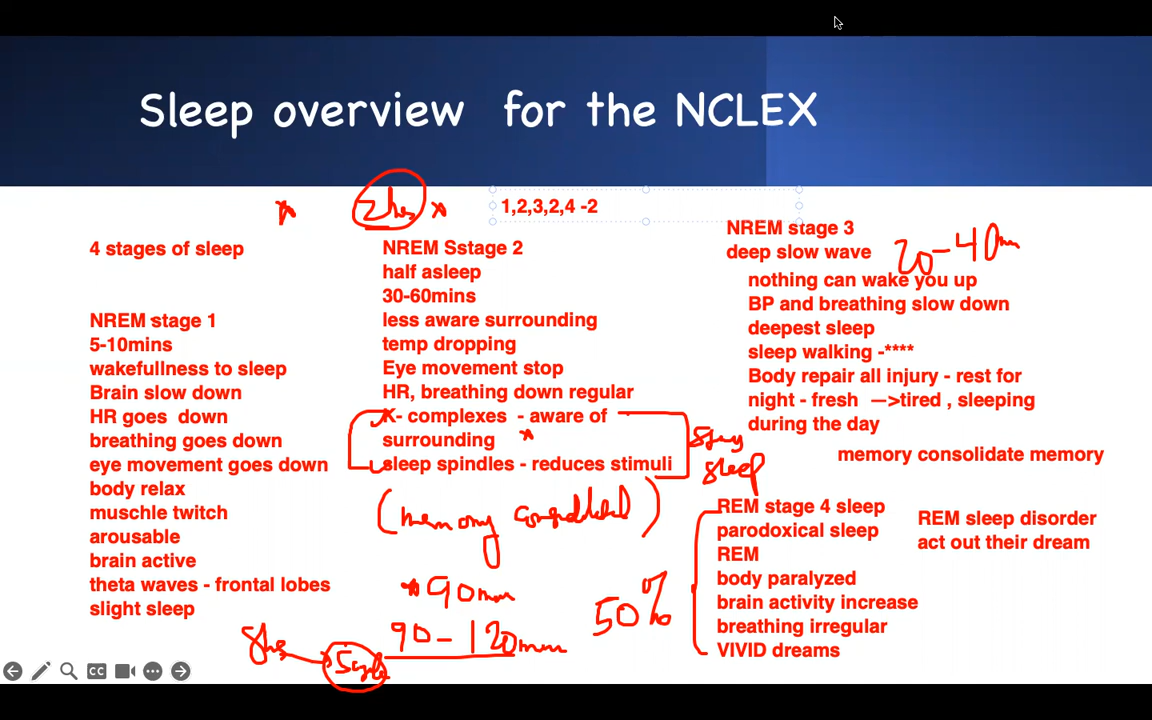 Sleep overview for the NCLEX
2hrs
1,2,3,2,4 -2
4 stages of sleep
NREM stage 1
5-10mins
wakefullness to sleep
Brain slow down
HR goes down
breathing goes down
eye movement goes down
body relax
muschle twitch
arousable
brain active
theta waves - frontal lobes
slight sleep
NREM Sstage 2
half asleep
30-60mins
less aware surrounding
temp dropping
Eye movement stop
HR, breathing down regular
K- complexes - aware of
surrounding
sleep spindles - reduces stimuli
stay
sleep
(memory consolidated)
90min
90-120min
8hrs
5cycle
50%
NREM stage 3
deep slow wave
20-40min
nothing can wake you up
BP and breathing slow down
deepest sleep
sleep walking -****
Body repair all injury - rest for
night - fresh —>tired , sleeping
during the day
memory consolidate memory
REM stage 4 sleep
parodoxical sleep
REM
body paralyzed
brain activity increase
breathing irregular
VIVID dreams
REM sleep disorder
act out their dream
CC